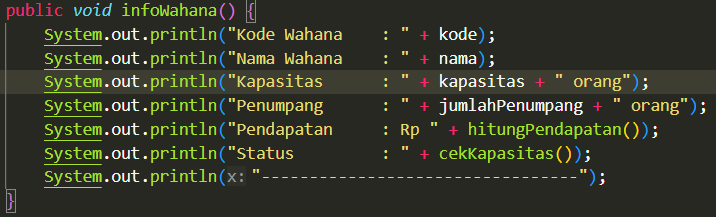 public void infoWahana() {
    System.out.println("Kode Wahana    : " + kode);
    System.out.println("Nama Wahana    : " + nama);
    System.out.println("Kapasitas      : " + kapasitas + " orang");
    System.out.println("Penumpang      : " + jumlahPenumpang + " orang");
    System.out.println("Pendapatan     : Rp " + hitungPendapatan());
    System.out.println("Status         : " + cekKapasitas());
    System.out.println(x: "---------------------------------");
}